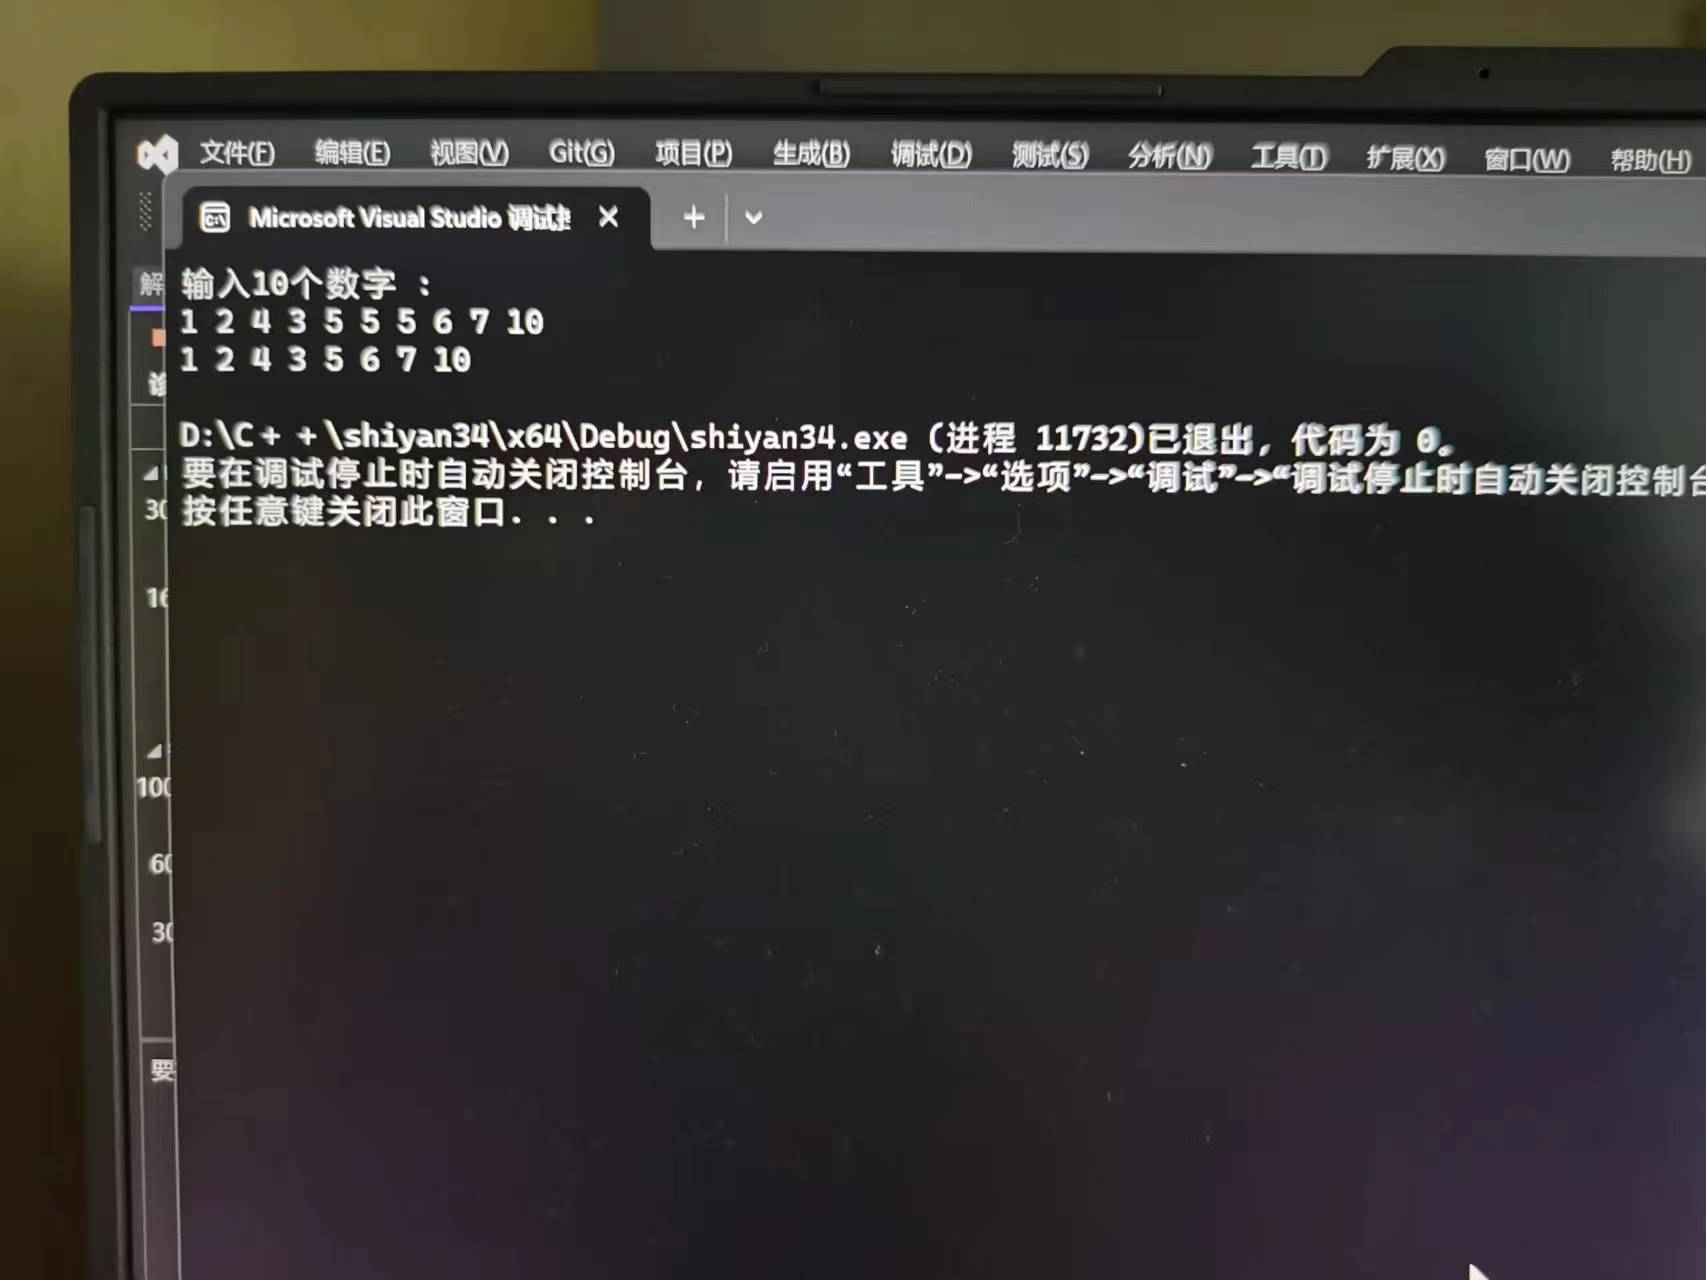 文件(F) 编辑(E) 视图(V) Git(G) 项目(P) 生成(B) 调试(D) 测试(S) 分析(N) 工具(T) 扩展(X) 窗口(W) 帮助(H)
Microsoft Visual Studio 调试
解
输入10个数字 :
1 2 4 3 5 5 5 6 7 10
1 2 4 3 5 6 7 10
D:\C++\shiyan34\x64\Debug\shiyan34.exe (进程 11732)已退出，代码为 0。
要在调试停止时自动关闭控制台，请启用“工具”->“选项”->“调试”->“调试停止时自动关闭控制台
按任意键关闭此窗口. . .
30
16
100
60
30
要